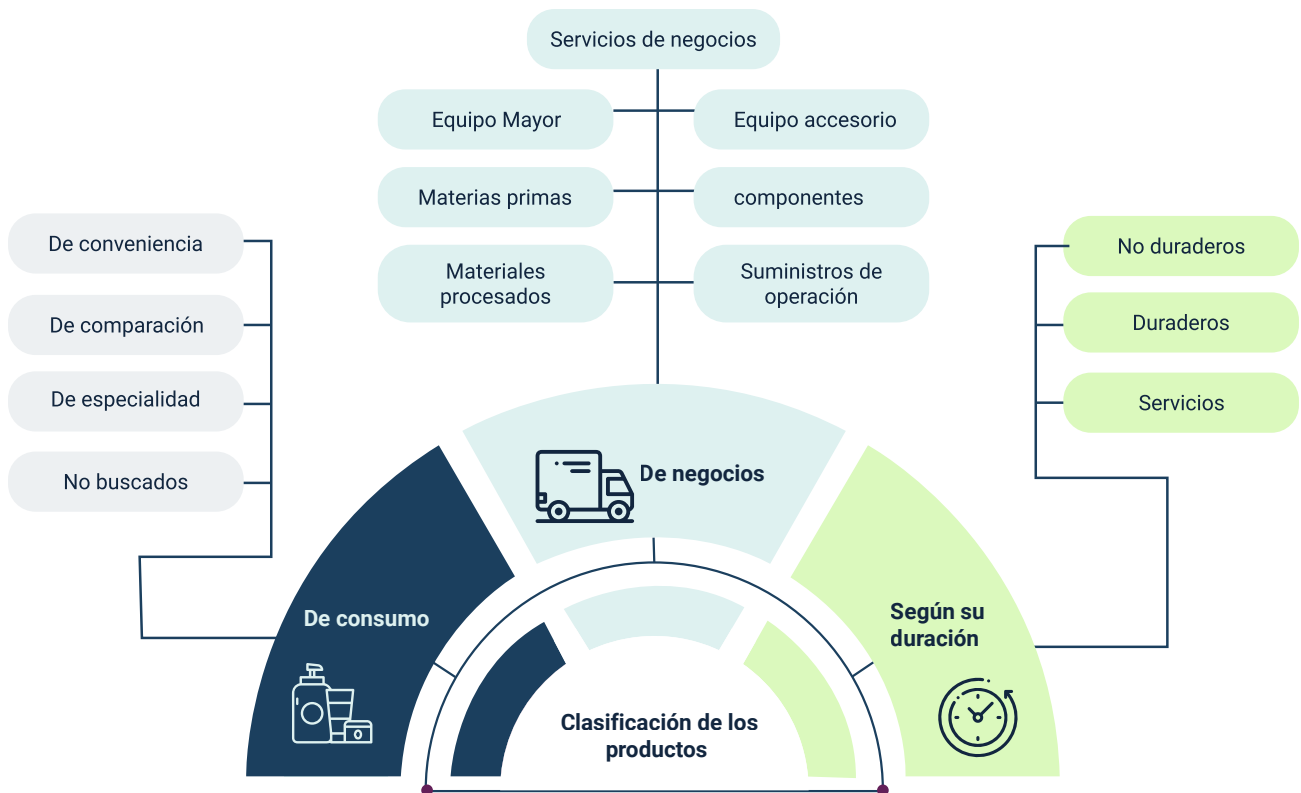 Servicios de negocios
Equipo Mayor
Equipo accesorio
Materias primas
componentes
Materiales
procesados
Suministros de
operación
De conveniencia
De comparación
De especialidad
No buscados
No duraderos
Duraderos
Servicios
De negocios
De consumo
Según su
duración
Clasificación de los
productos